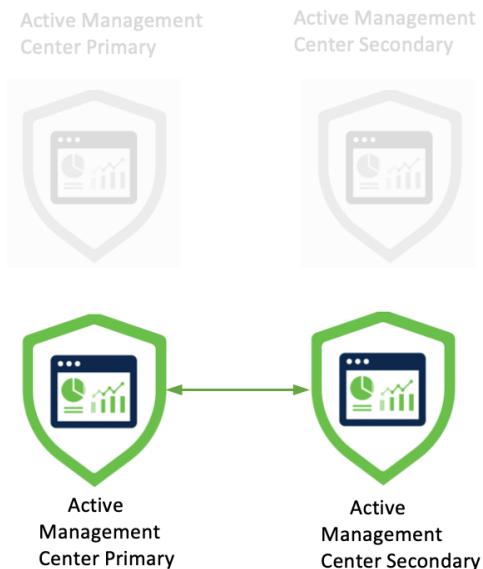 Active Management
Center Primary
Active Management
Center Secondary
Active
Management
Center Primary
Active
Management
Center Secondary